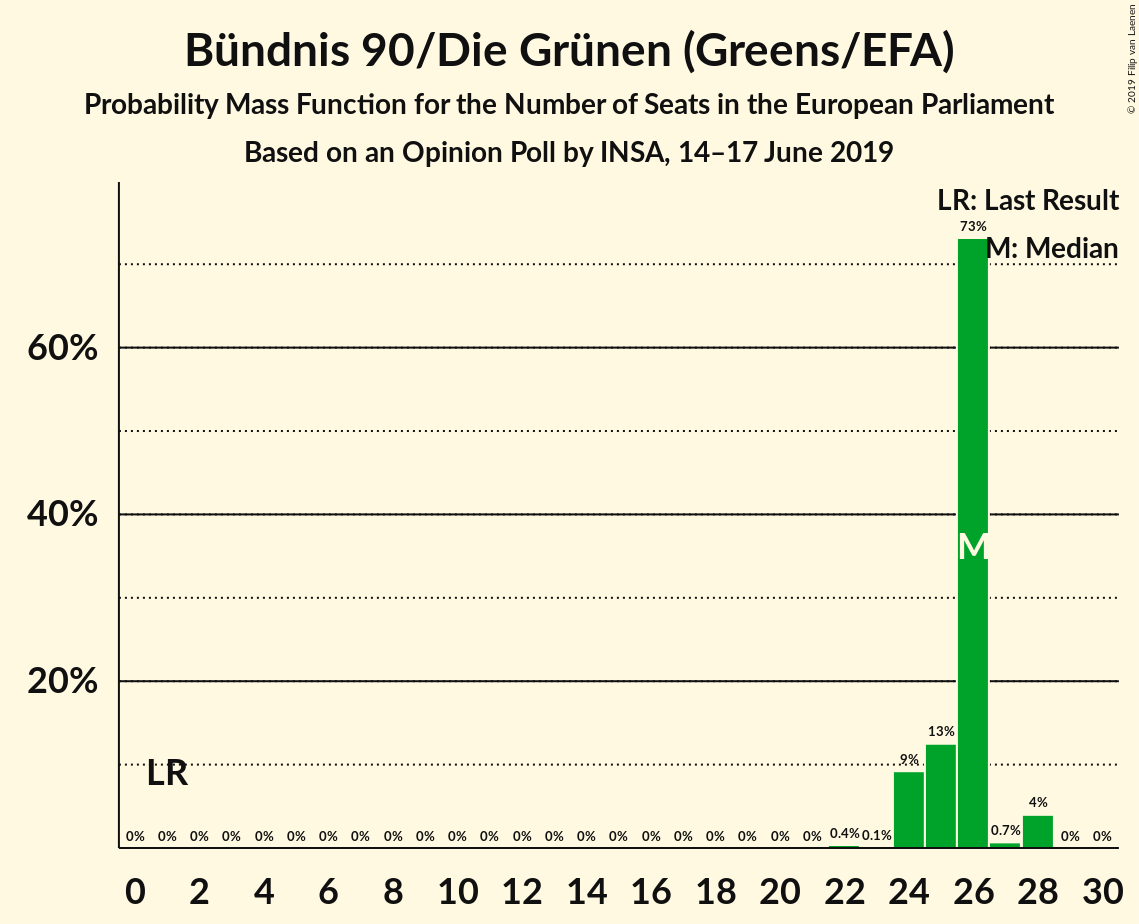 Bündnis 90/Die Grünen (Greens/EFA)
Probability Mass Function for the Number of Seats in the European Parliament
Based on an Opinion Poll by INSA, 14–17 June 2019
© 2019 Filip van Laenen
LR: Last Result
M: Median
60%
40%
20%
LR
M
0% 0% 0% 0% 0% 0% 0% 0% 0% 0% 0% 0% 0% 0% 0% 0% 0% 0% 0% 0% 0% 0% 0.4% 0.1% 9% 13% 73% 0.7% 4% 0% 0%
0 2 4 6 8 10 12 14 16 18 20 22 24 26 28 30